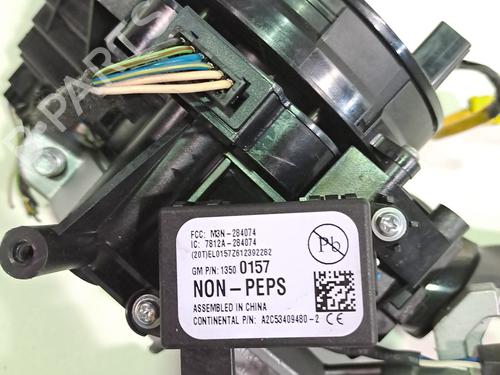 B-PARTS
FCC: M3N-284074
IC: 7812A-284074
(20T)EL0157Z612392282
GM P/N: 1350 0157
NON-PEPS
ASSEMBLED IN CHINA
CONTINENTAL P/N: A2C53409480-2 CE
Pb